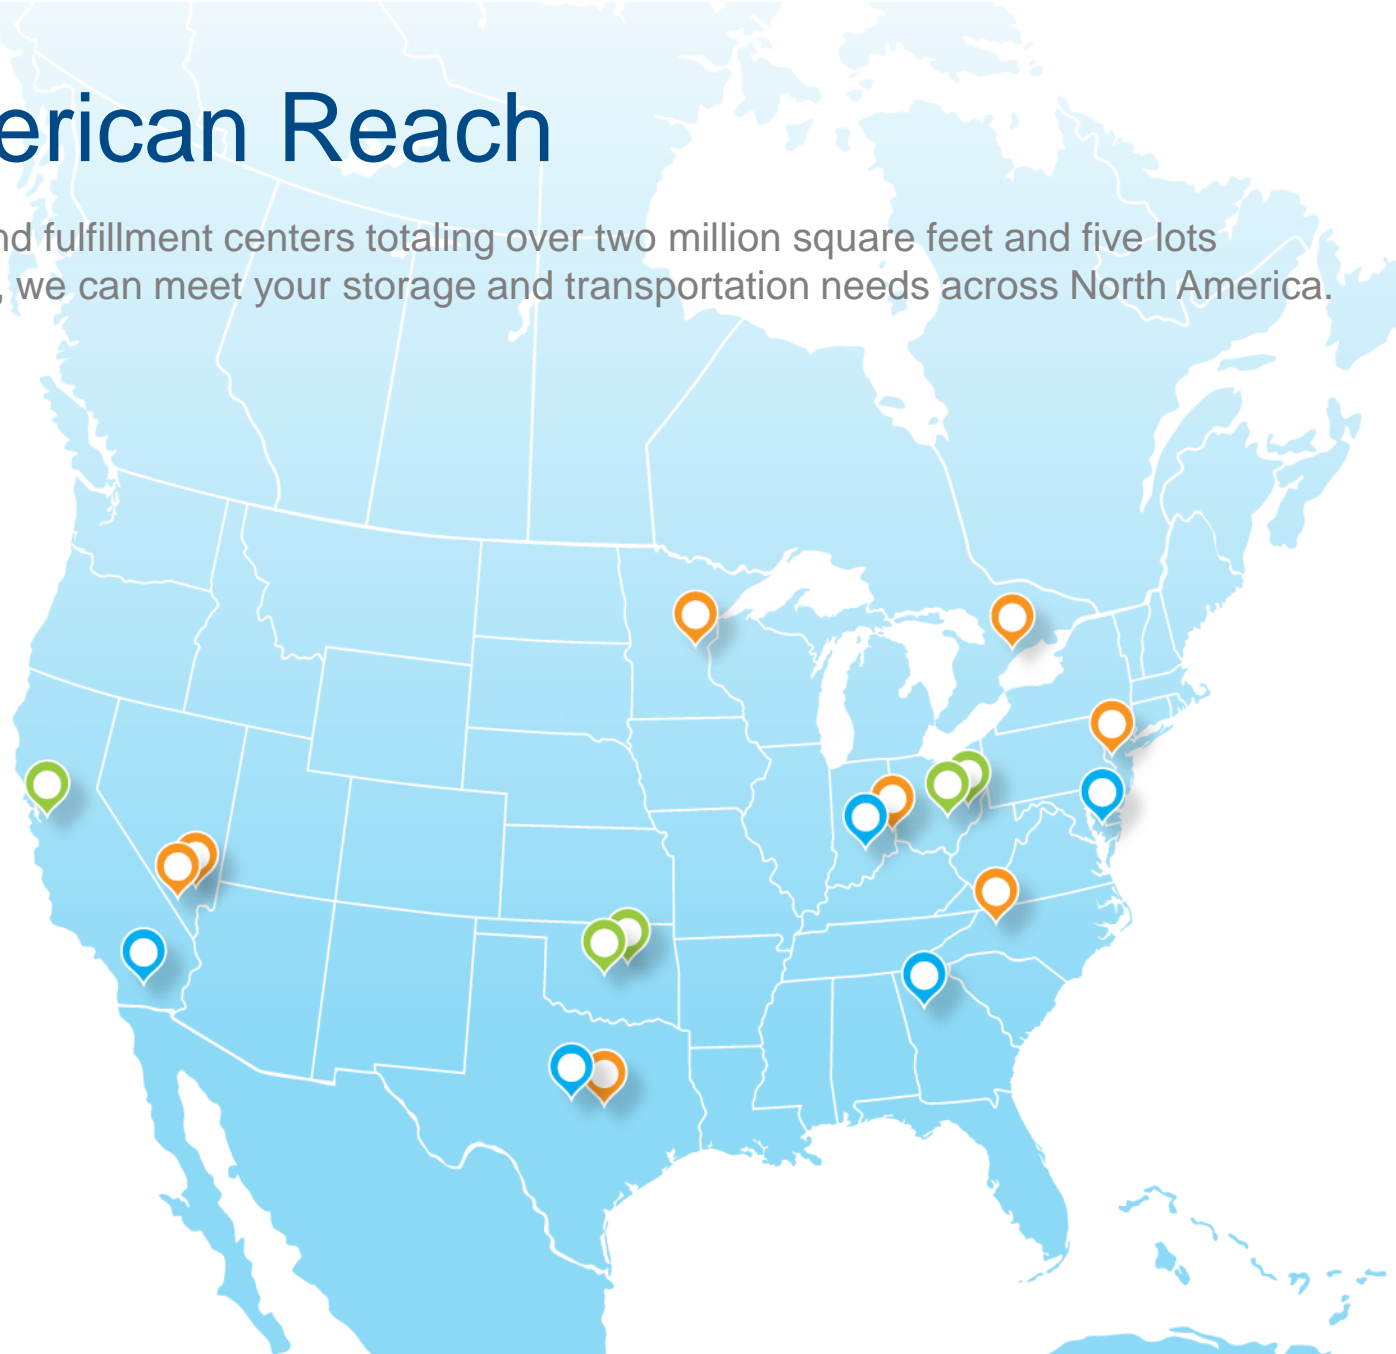 erican Reach
nd fulfillment centers totaling over two million square feet and five lots
, we can meet your storage and transportation needs across North America.